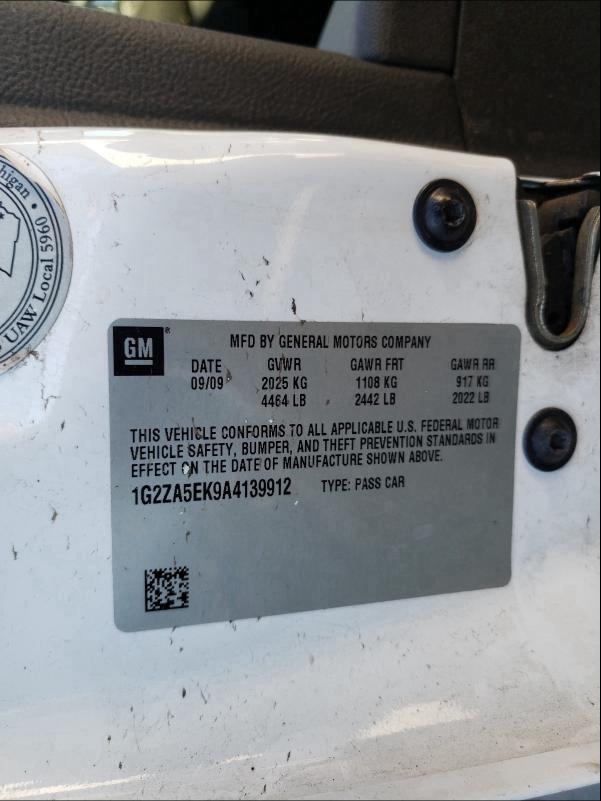 higan •
UAW Local 5960
GM
MFD BY GENERAL MOTORS COMPANY
DATE GVWR GAWR FRT GAWR RR
09/09 2025 KG 1108 KG 917 KG
4464 LB 2442 LB 2022 LB
THIS VEHICLE CONFORMS TO ALL APPLICABLE U.S. FEDERAL MOTOR
VEHICLE SAFETY, BUMPER, AND THEFT PREVENTION STANDARDS IN
EFFECT ON THE DATE OF MANUFACTURE SHOWN ABOVE.
1G2ZA5EK9A4139912 TYPE: PASS CAR